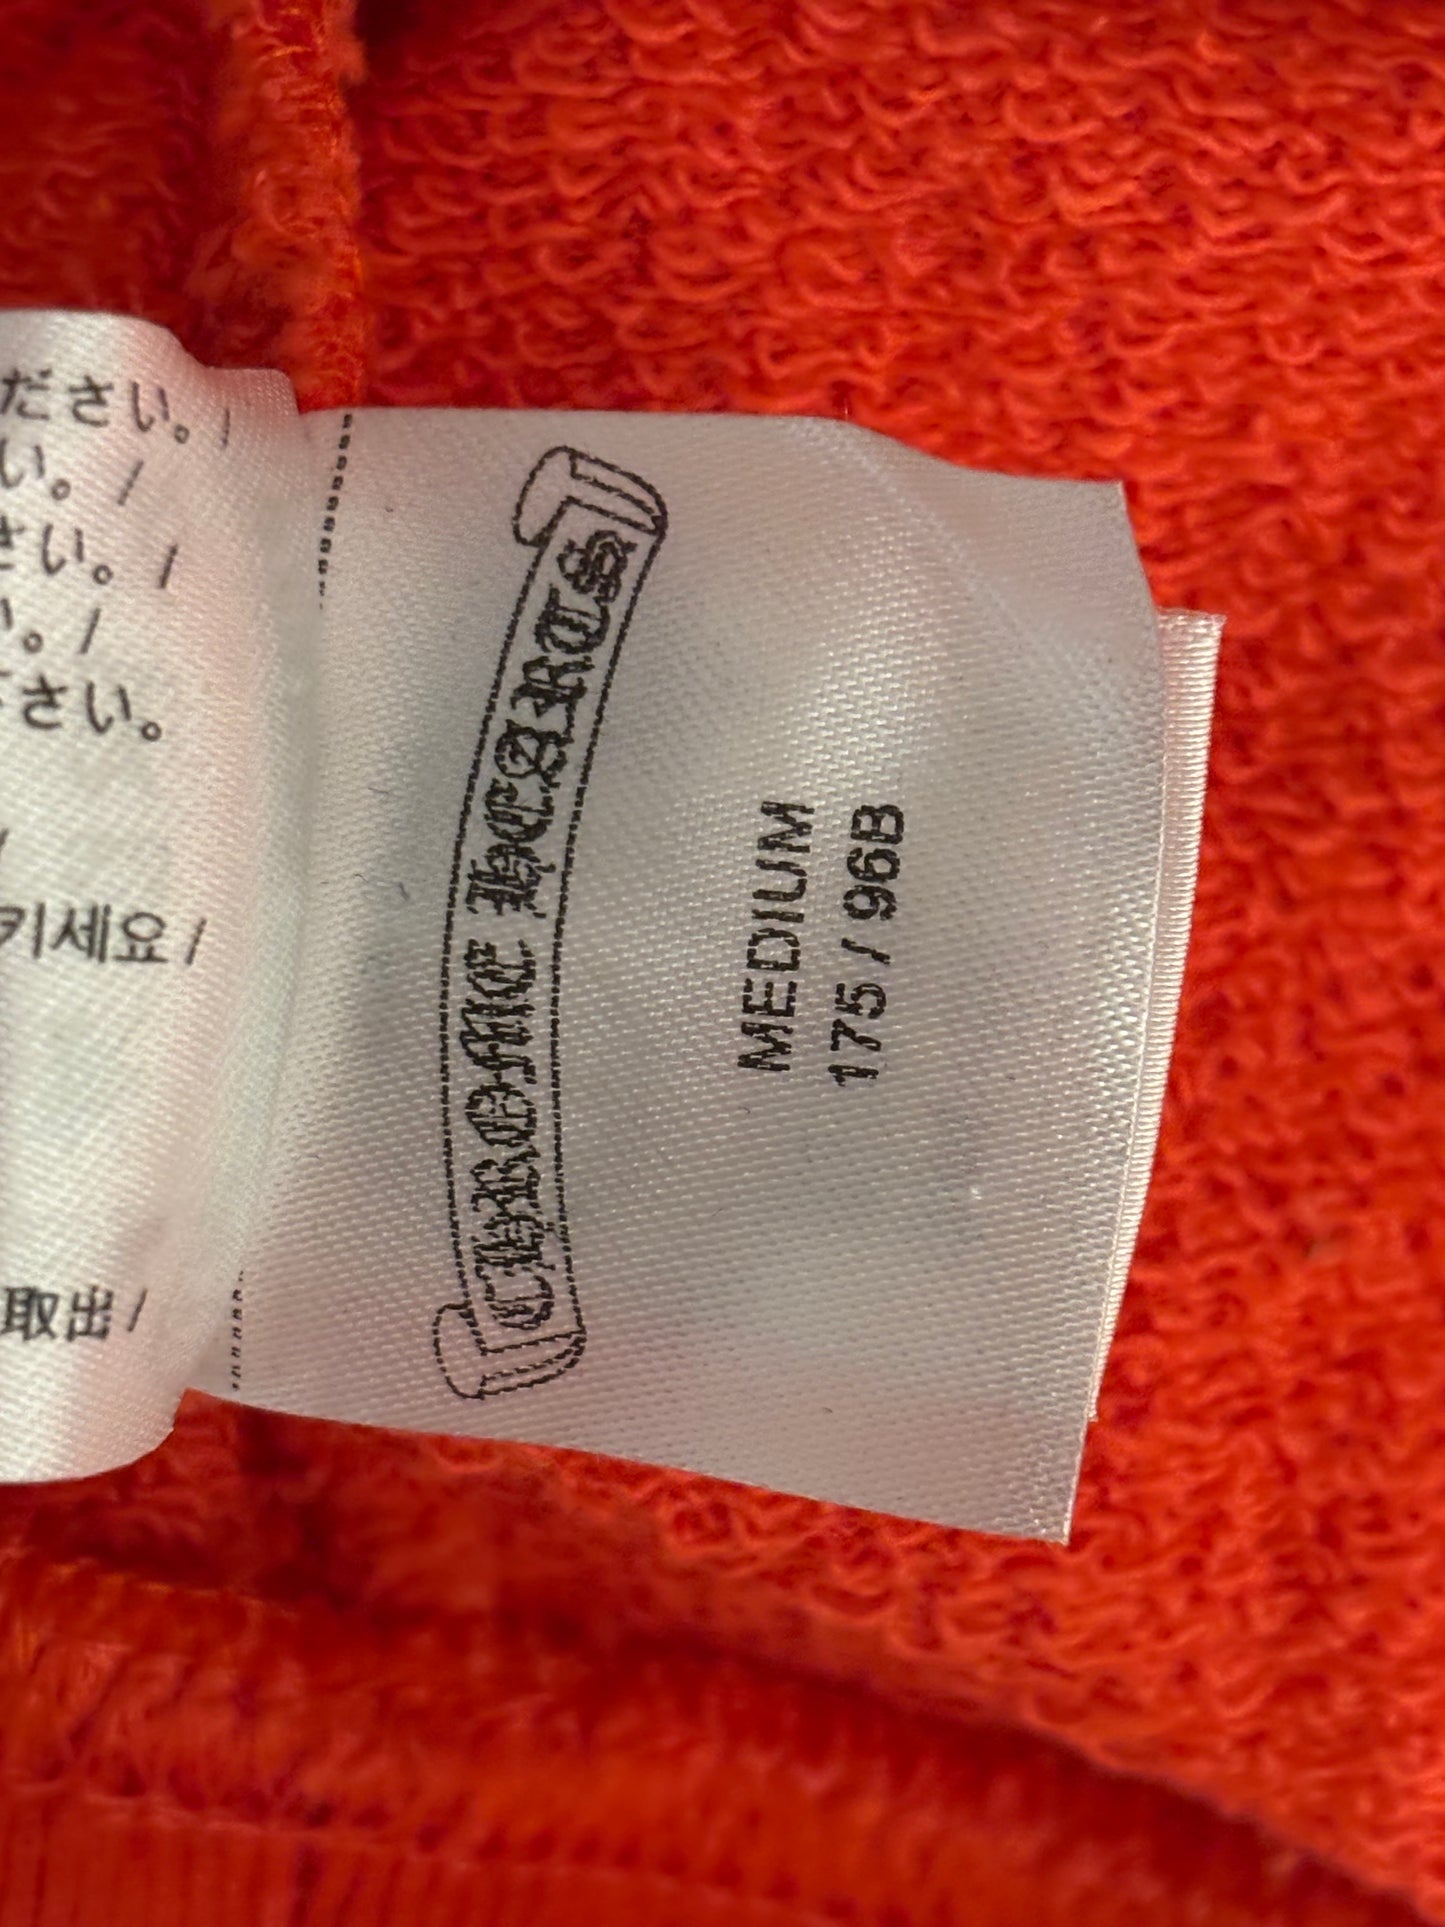 ださい。/
い。/
さい。/
い。/
ださい。
/
키세요/
取出/
CHROME HEARTS
MEDIUM
175/96B